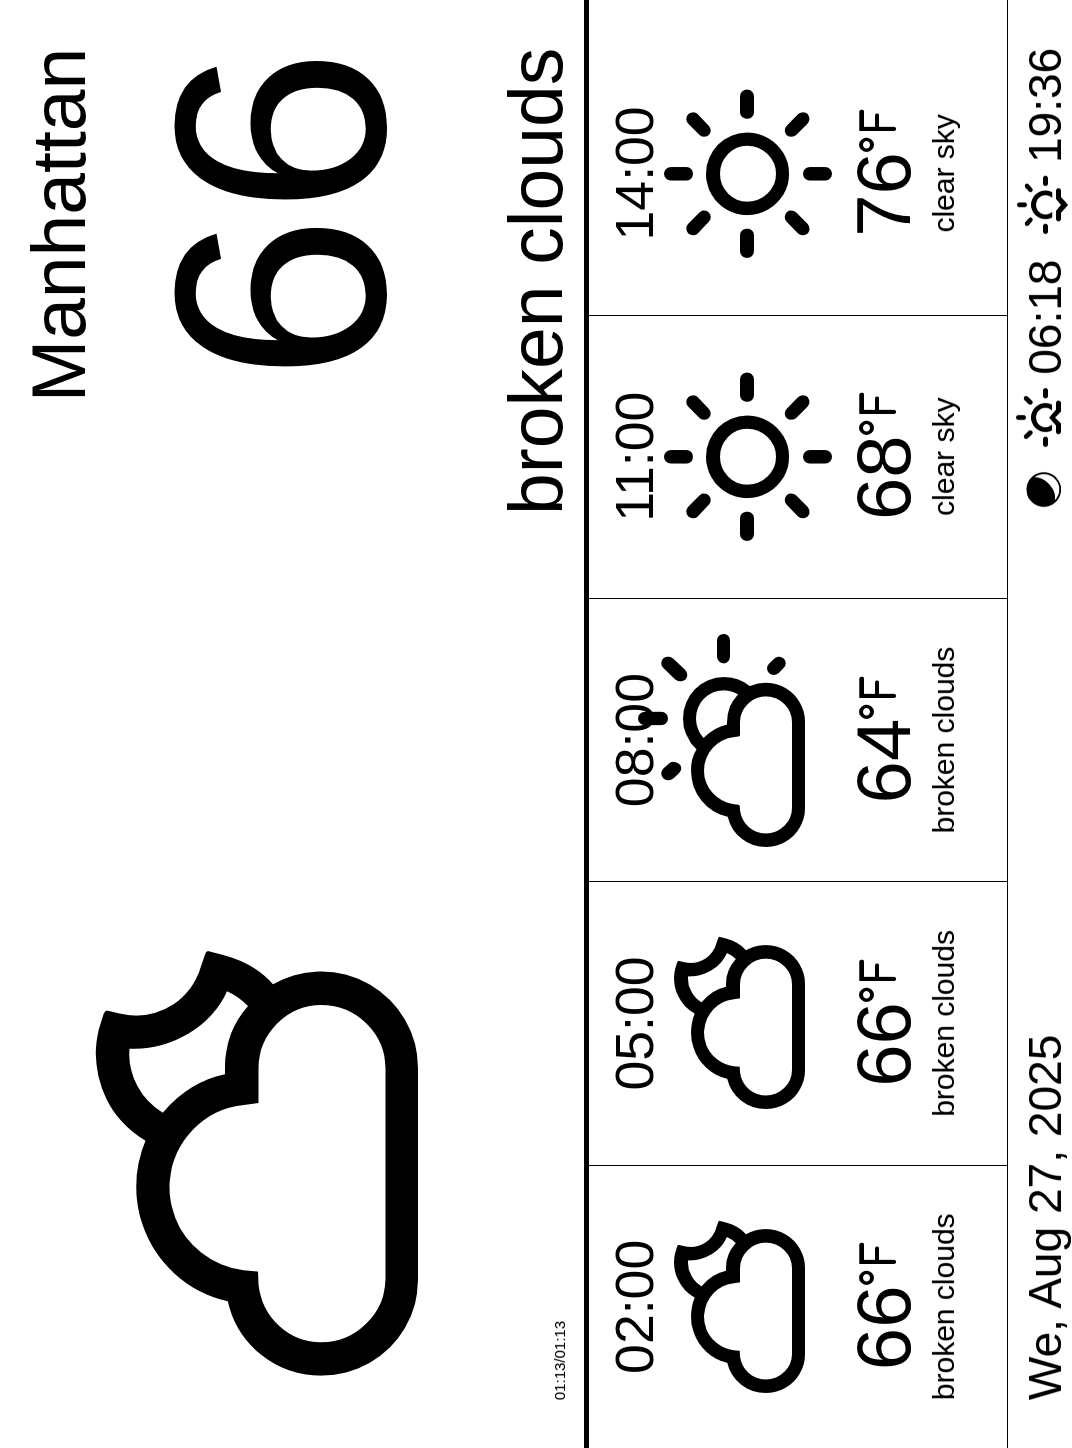 Manhattan
66
broken clouds
01:13/01:13
02:00
66°F
broken clouds
05:00
66°F
broken clouds
08:00
64°F
broken clouds
11:00
68°F
clear sky
14:00
76°F
clear sky
We, Aug 27, 2025
06:18
19:36